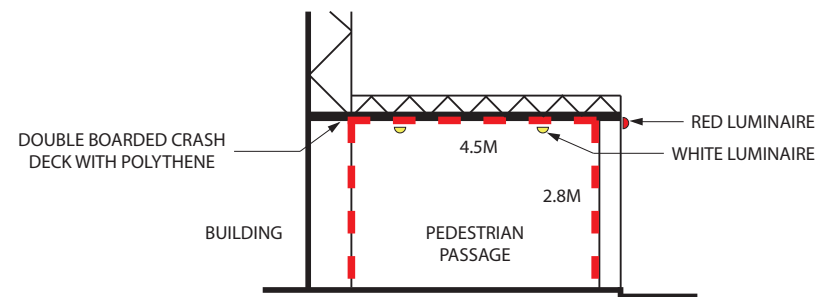 RED LUMINAIRE
DOUBLE BOARDED CRASH
DECK WITH POLYTHENE
4.5M
WHITE LUMINAIRE
2.8M
BUILDING
PEDESTRIAN
PASSAGE